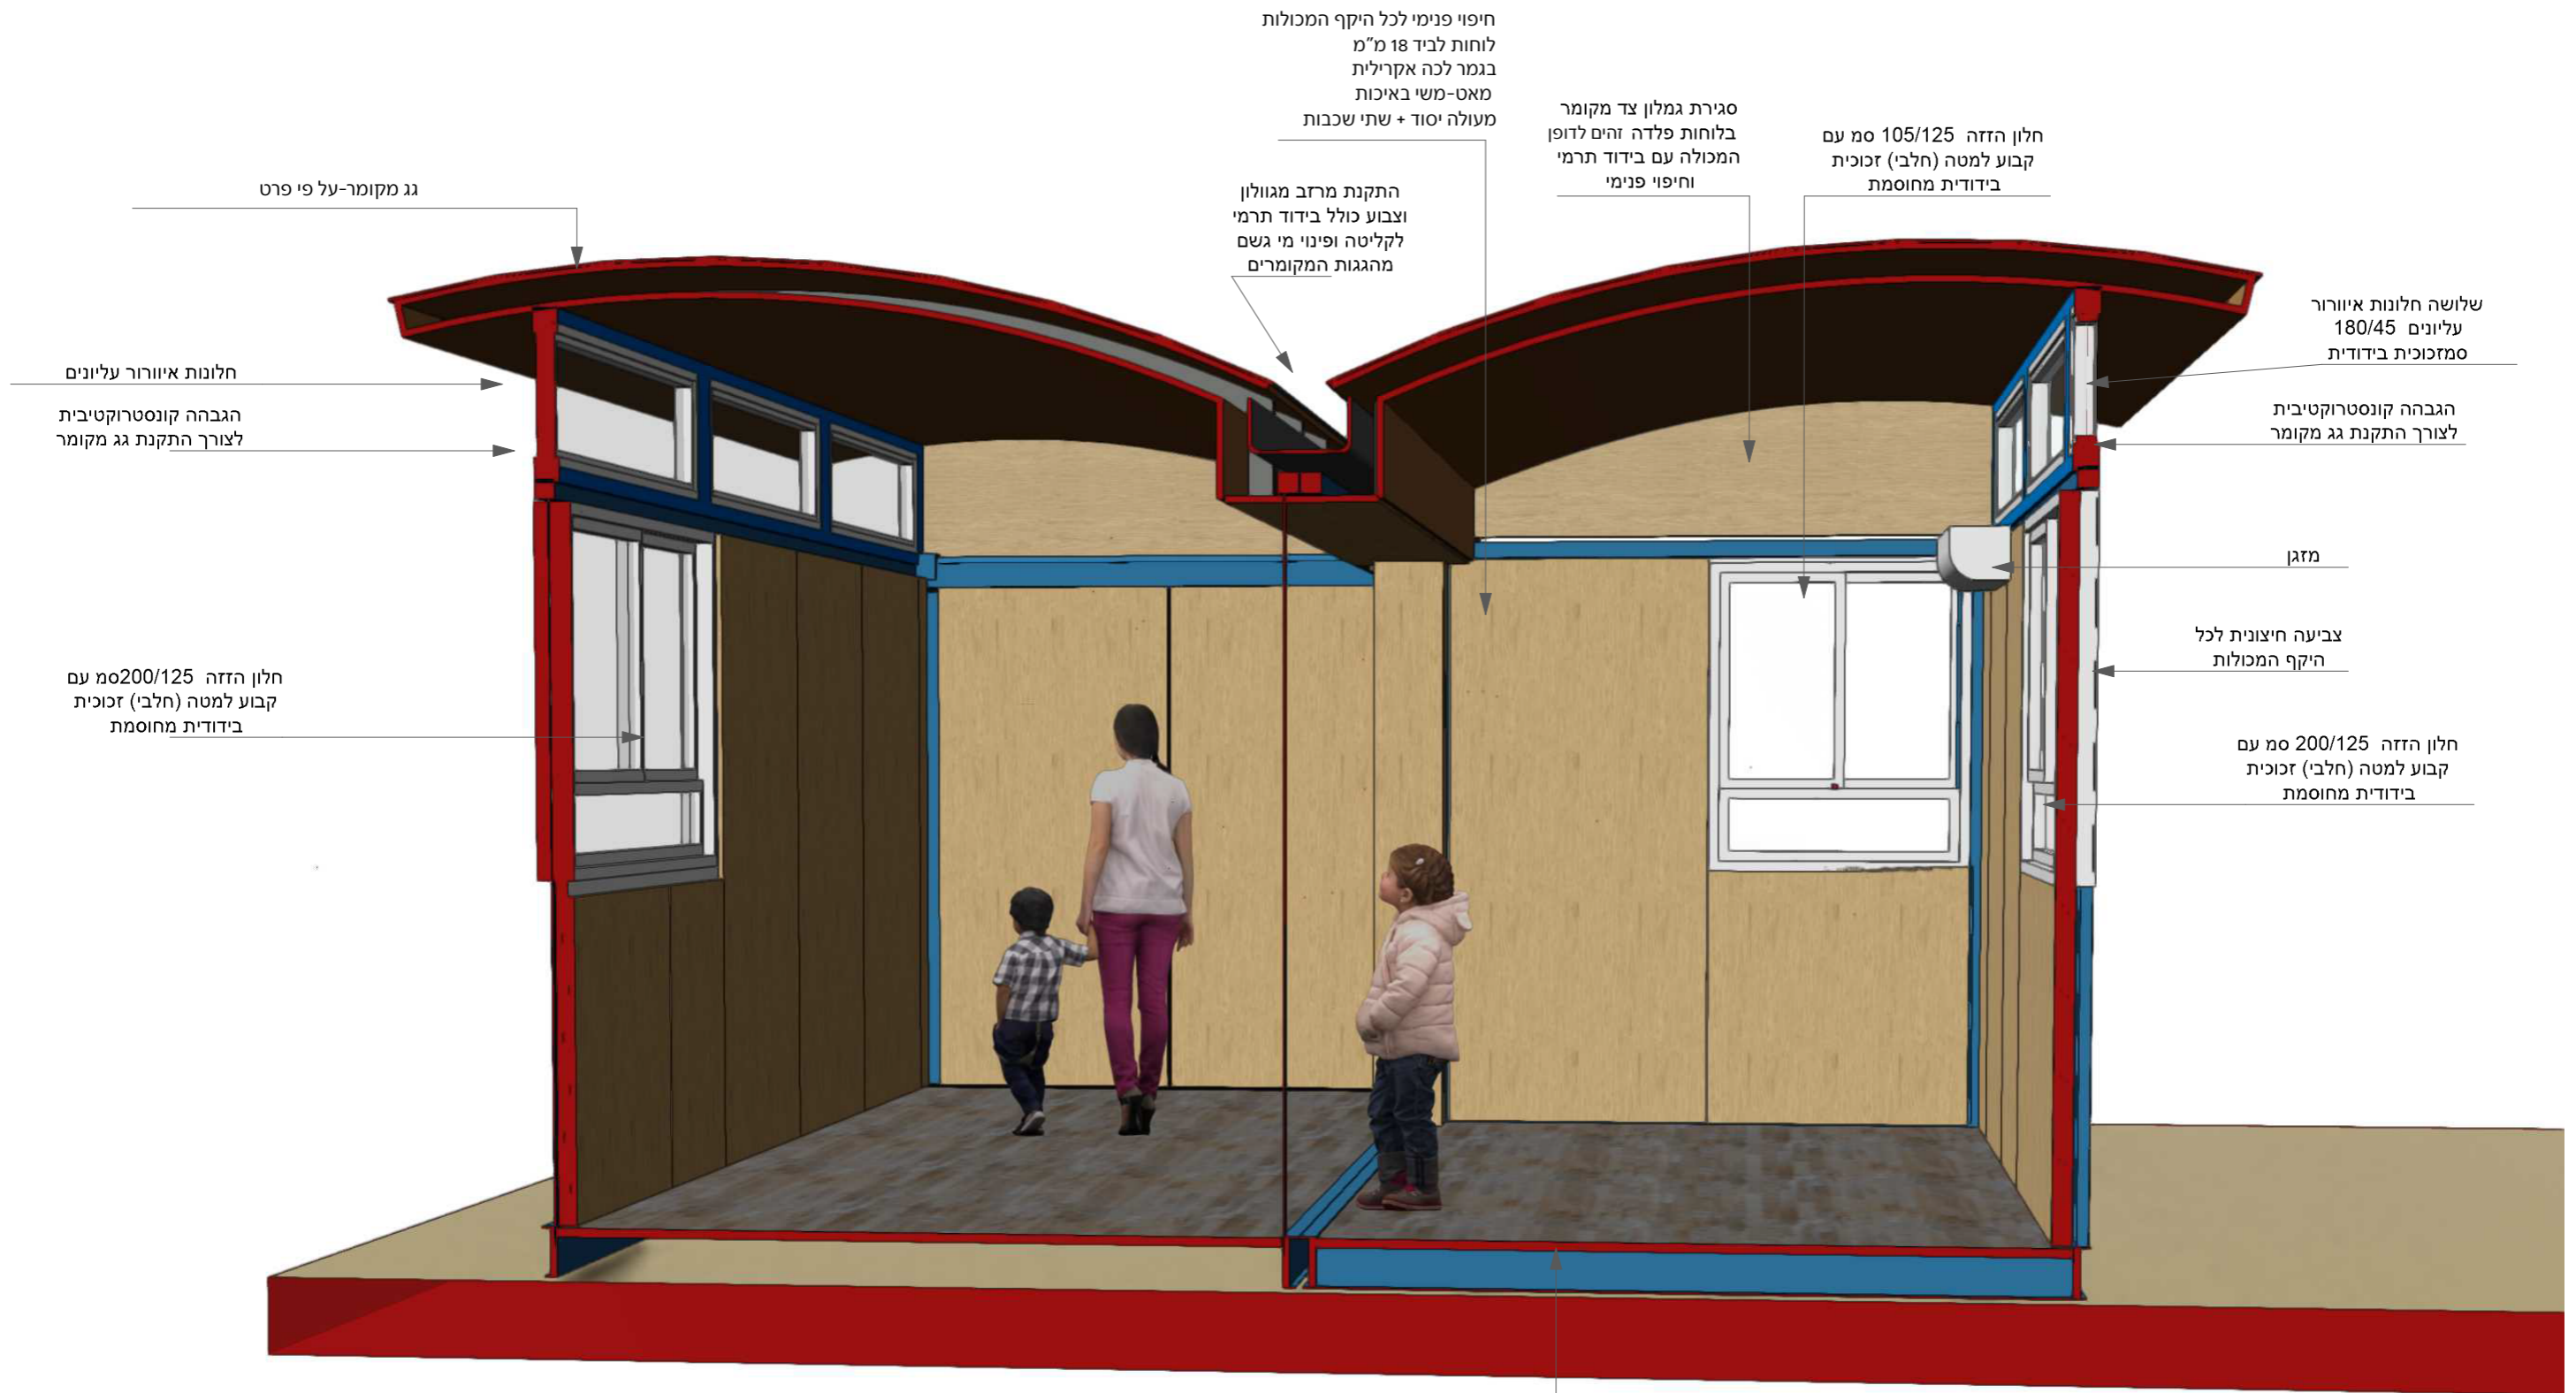 חיפוי פנימי לכל היקף המכולות
לוחות לביד 18 מ"מ
בגמר לכה אקרילית
מאט-משי באיכות
מעולה יסוד + שתי שכבות
סגירת גמלון צד מקומר
בלוחות פלדה זהים לדופן
המכולה עם בידוד תרמי
וחיפוי פנימי
חלון הזזה 105/125 סמ עם
קבוע למטה (חלבי) זכוכית
בידודית מחוסמת
התקנת מרזב מגוולון
וצבוע כולל בידוד תרמי
לקליטה ופינוי מי גשם
מהגגות המקומרים
גג מקומר-על פי פרט
שלושה חלונות איוורור
עליונים 180/45
סמזכוכית בידודית
חלונות איוורור עליונים
הגבהה קונסטרוקטיבית
לצורך התקנת גג מקומר
הגבהה קונסטרוקטיבית
לצורך התקנת גג מקומר
מזגן
צביעה חיצונית לכל
היקף המכולות
חלון הזזה 200/125סמ עם
קבוע למטה (חלבי) זכוכית
בידודית מחוסמת
חלון הזזה 200/125 סמ עם
קבוע למטה (חלבי) זכוכית
בידודית מחוסמת